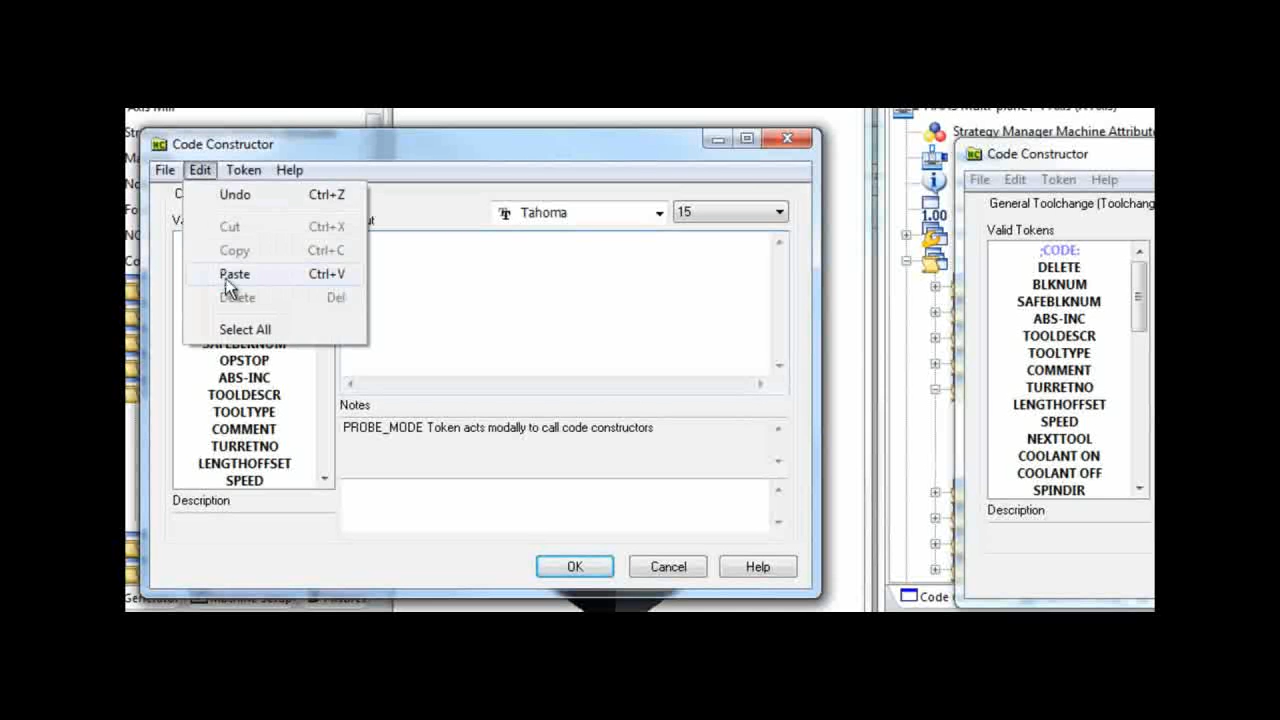 Code Constructor
File Edit Token Help
Undo Ctrl+Z
Cut Ctrl+X
Copy Ctrl+C
Paste Ctrl+V
Delete Del
Select All
Tahoma 15
SAFEBLKNUM
OPSTOP
ABS-INC
TOOLDESCR
TOOLTYPE
COMMENT
TURRETNO
LENGTHOFFSET
SPEED
Description
Notes
PROBE_MODE Token acts modally to call code constructors
OK Cancel Help
Strategy Manager Machine Attribute
1.00
Code Constructor
File Edit Token Help
General Toolchange (Toolchang
Valid Tokens
;CODE:
DELETE
BLKNUM
SAFEBLKNUM
ABS-INC
TOOLDESCR
TOOLTYPE
COMMENT
TURRETNO
LENGTHOFFSET
SPEED
NEXTTOOL
COOLANT ON
COOLANT OFF
SPINDIR
Description
Code